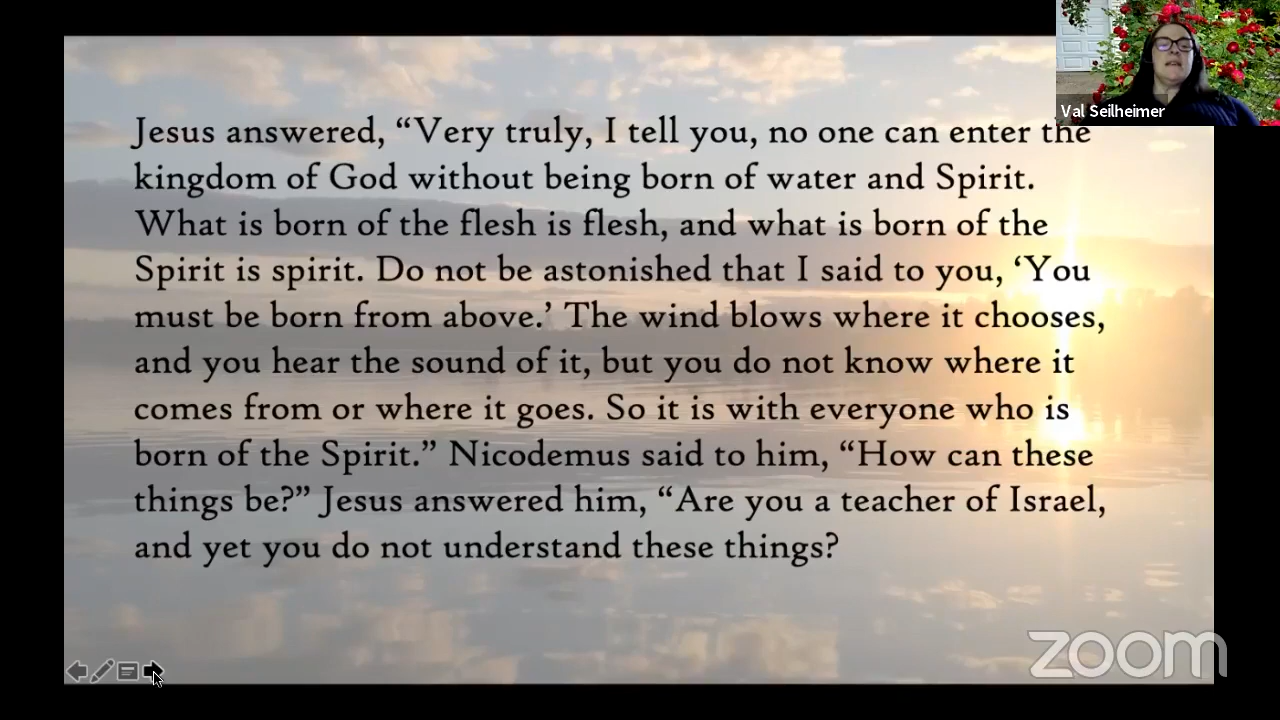 Val Seilheimer
Jesus answered, “Very truly, I tell you, no one can enter the
kingdom of God without being born of water and Spirit.
What is born of the flesh is flesh, and what is born of the
Spirit is spirit. Do not be astonished that I said to you, ‘You
must be born from above.’ The wind blows where it chooses,
and you hear the sound of it, but you do not know where it
comes from or where it goes. So it is with everyone who is
born of the Spirit.” Nicodemus said to him, “How can these
things be?” Jesus answered him, “Are you a teacher of Israel,
and yet you do not understand these things?
zoom